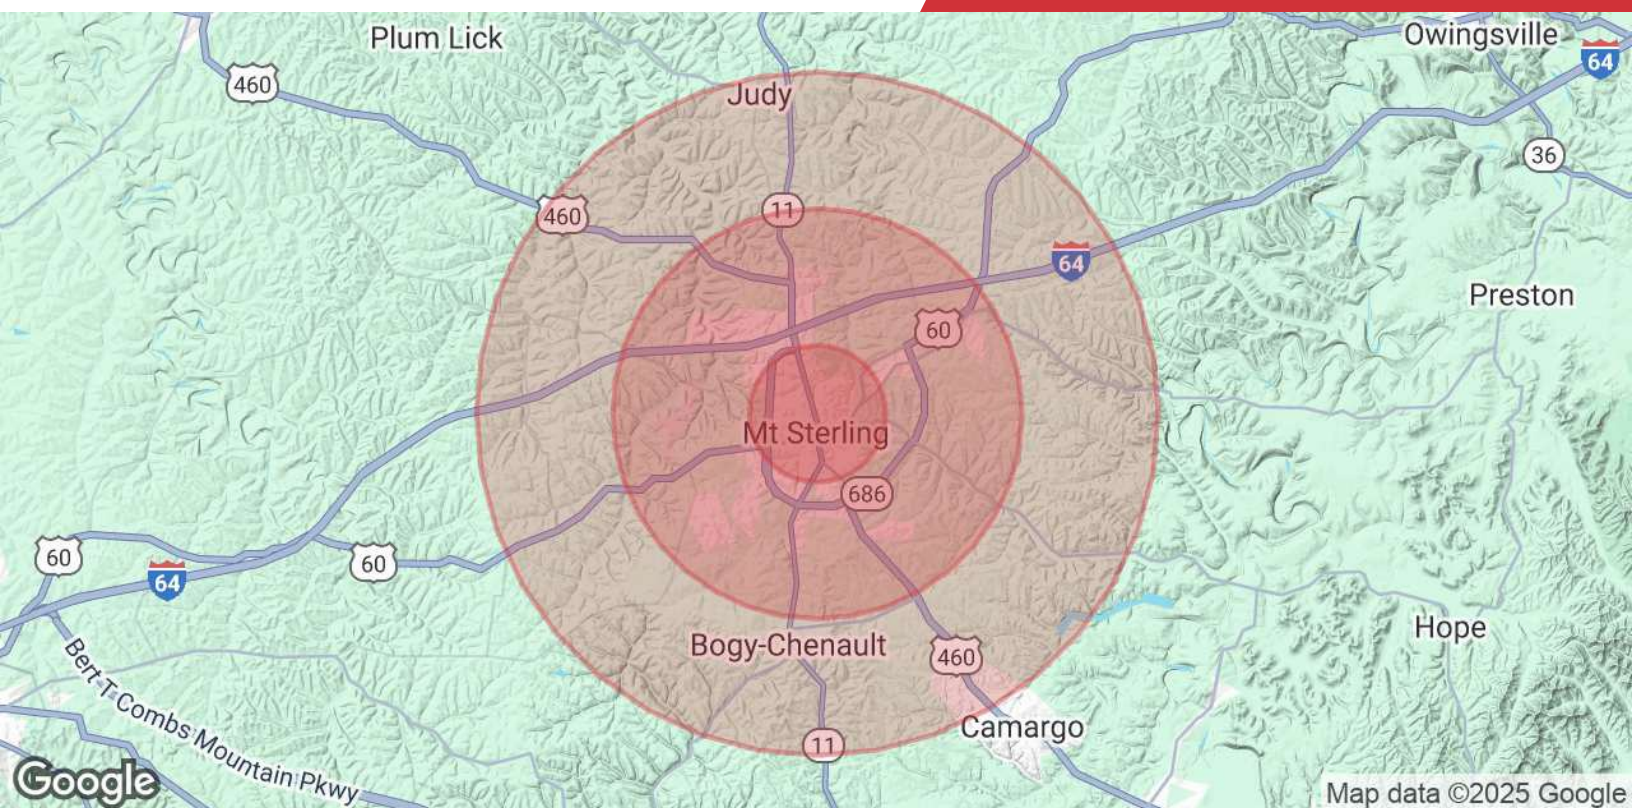 Plum Lick
Owingsville
64
460
Judy
36
460
11
64
Preston
60
Mt Sterling
686
60
60
64
Hope
Bogy-Chenault
460
Bert T Combs Mountain Pkwy
Camargo
11
Google
Map data ©2025 Google